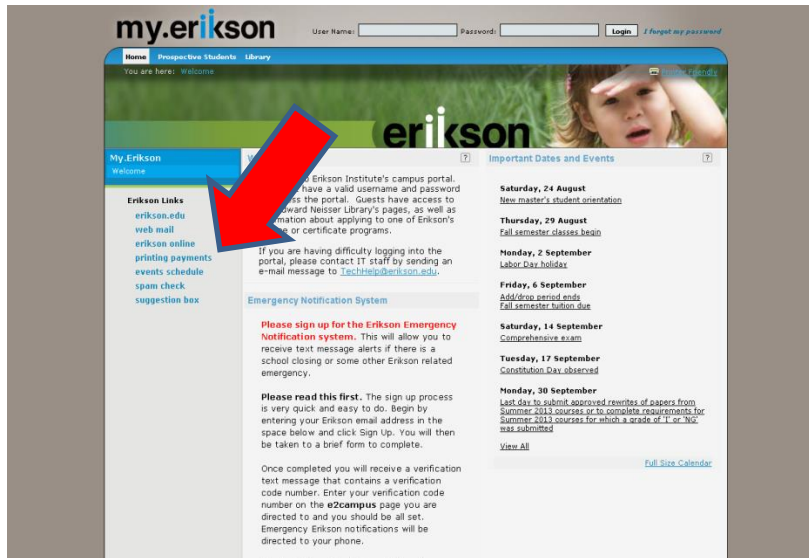 my.erikson
User Name:
Password:
Login
I forgot my password
Home Prospective Students Library
You are here: Welcome
Friendly
erikson
My.Erikson
Welcome
Erikson Links
erikson.edu
web mail
erikson online
printing payments
events schedule
spam check
suggestion box
W
?
Erikson Institute's campus portal.
have a valid username and password
the portal. Guests have access to
Neisser Library's pages, as well as
about applying to one of Erikson's
or certificate programs.
If you are having difficulty logging into the
portal, please contact IT staff by sending an
e-mail message to TechHelp@erikson.edu.
Emergency Notification System
Please sign up for the Erikson Emergency
Notification system. This will allow you to
receive text message alerts if there is a
school closing or some other Erikson related
emergency.
Please read this first. The sign up process
is very quick and easy to do. Begin by
entering your Erikson email address in the
space below and click Sign Up. You will then
be taken to a brief form to complete.
Once completed you will receive a verification
text message that contains a verification
code number. Enter your verification code
number on the e2campus page you are
directed to and you should be all set.
Emergency Erikson notifications will be
directed to your phone.
Important Dates and Events
?
Saturday, 24 August
New master's student orientation
Thursday, 29 August
Fall semester classes begin
Monday, 2 September
Labor Day holiday
Friday, 6 September
Add/drop period ends
Fall semester tuition due
Saturday, 14 September
Comprehensive exam
Tuesday, 17 September
Constitution Day observed
Monday, 30 September
Last day to submit approved rewrites of papers from
Summer 2013 courses or to complete requirements for
Summer 2013 courses for which a grade of 'I' or 'NG'
was submitted
View All
Full Size Calendar